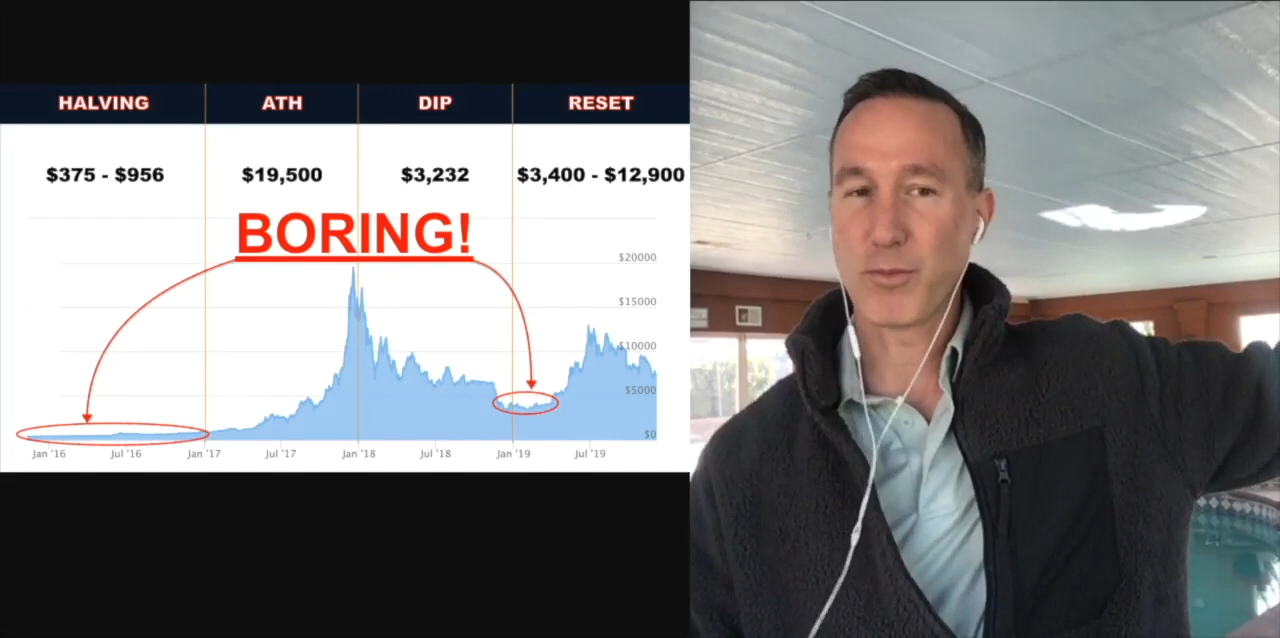 HALVING ATH DIP RESET
$375 - $956 $19,500 $3,232 $3,400 - $12,900
BORING!
$20000
$15000
$10000
$5000
$0
Jan '16 Jul '16 Jan '17 Jul '17 Jan '18 Jul '18 Jan '19 Jul '19